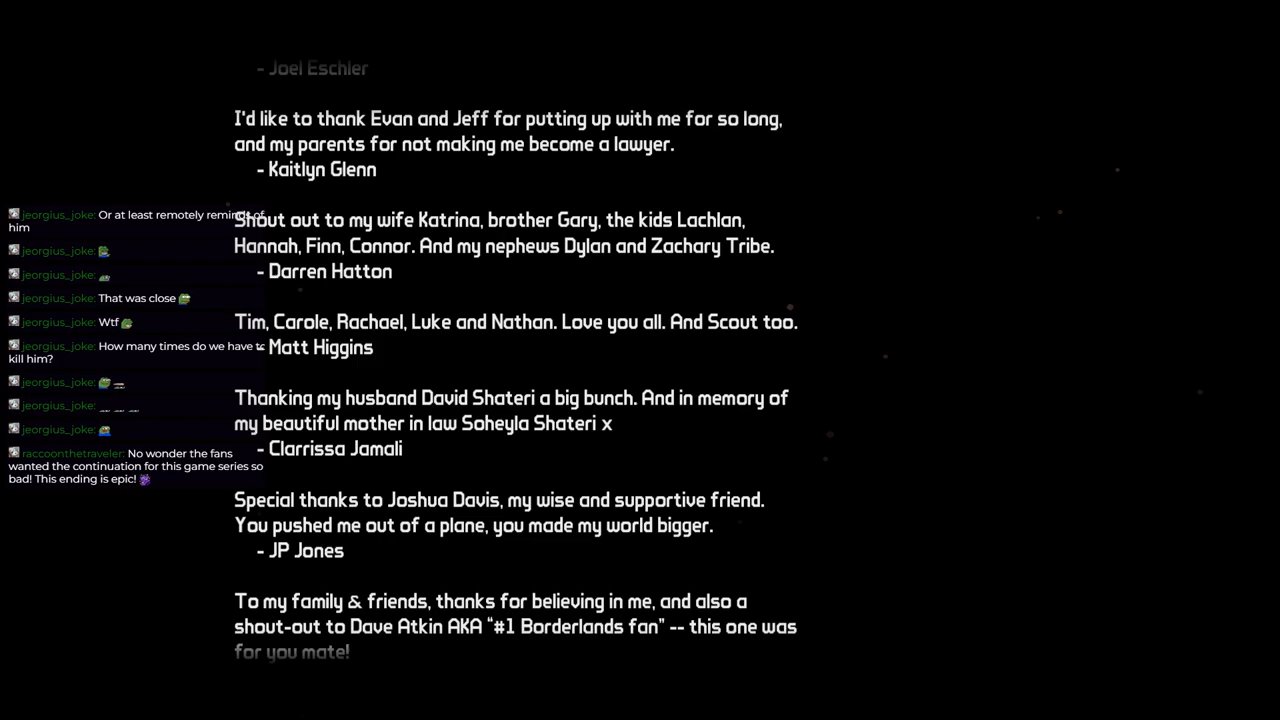 - Joel Eschler
I'd like to thank Evan and Jeff for putting up with me for so long,
and my parents for not making me become a lawyer.
- Kaitlyn Glenn
Shout out to my wife Katrina, brother Gary, the kids Lachlan,
Hannah, Finn, Connor. And my nephews Dylan and Zachary Tribe.
- Darren Hatton
Tim, Carole, Rachael, Luke and Nathan. Love you all. And Scout too.
- Matt Higgins
Thanking my husband David Shateri a big bunch. And in memory of
my beautiful mother in law Soheyla Shateri x
- Clarrissa Jamali
Special thanks to Joshua Davis, my wise and supportive friend.
You pushed me out of a plane, you made my world bigger.
- JP Jones
To my family & friends, thanks for believing in me, and also a
shout-out to Dave Atkin AKA "#1 Borderlands fan" -- this one was
for you mate!
jeorgius_joke: Or at least remotely reminds of
him
jeorgius_joke:
jeorgius_joke:
jeorgius_joke: That was close
jeorgius_joke: Wtf
jeorgius_joke: How many times do we have to
kill him?
jeorgius_joke:
jeorgius_joke:
jeorgius_joke:
raccoonthetraveler: No wonder the fans
wanted the continuation for this game series so
bad! This ending is epic!